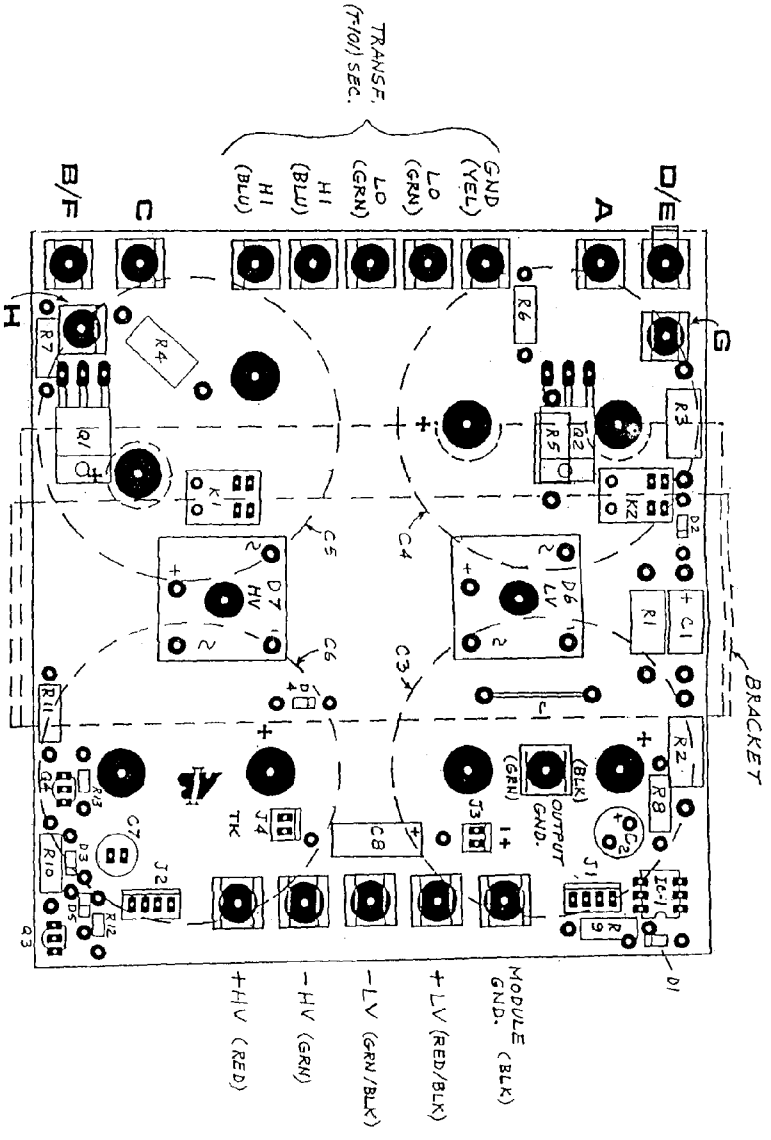 TRANSF.
(T-101) SEC.
GND
(YEL)
LO
(GRN)
LO
(GRN)
HI
(BLU)
HI
(BLU)
D/E
A
C
B/F
G
H
R6
R7
R4
R3
Q1
+
+
R5
Q2
K1
K2
D2
C5
C4
~
+
-
~
D7
HV
~
+
-
~
D6
LV
R1
+
C1
C6
C3
D4
J
BRACKET
R11
+
+
R2
(GRN)
(BLK)
OUTPUT
GND.
R8
Q4
R13
C7
J4
TK
J3
I+
C8
+
+
C2
R10
D3
D5
R12
J2
J1
IC-1
R9
D1
Q3
MODULE
GND. (BLK)
+LV (RED/BLK)
-LV (GRN/BLK)
-HV (GRN)
+HV (RED)